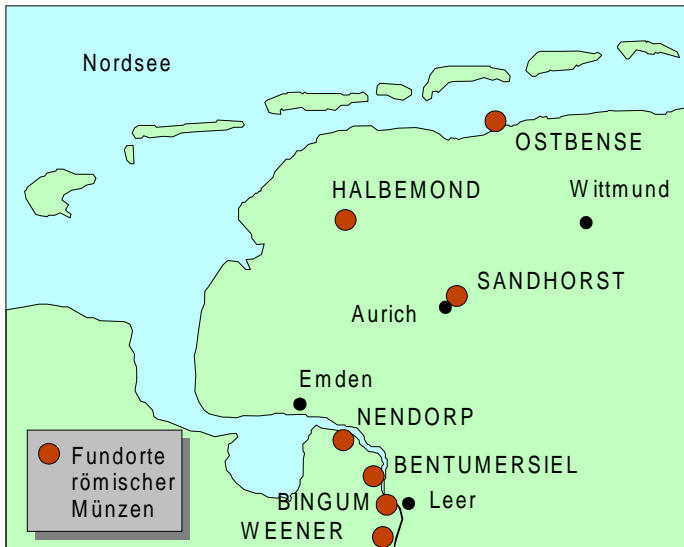 Nordsee
OSTBENSE
HALBEMOND
Wittmund
SANDHORST
Aurich
Emden
NENDORP
BENTUMERSIEL
BINGUM
Leer
WEENER
Fundorte
römischer
Münzen